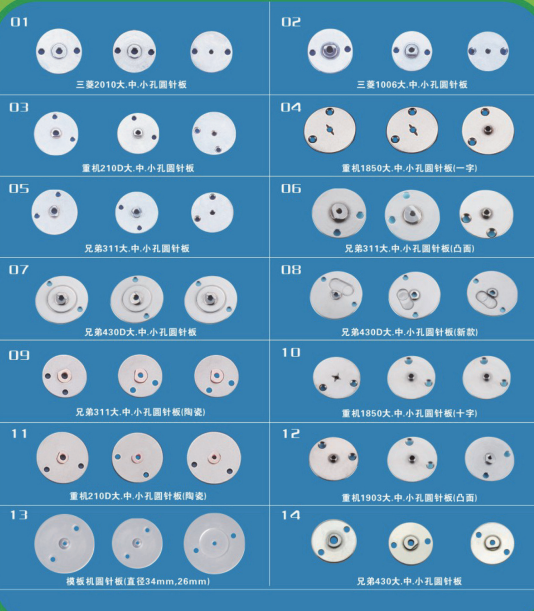 01
三菱2010大.中.小孔圆针板
02
三菱1006大.中.小孔圆针板
03
重机210D大.中.小孔圆针板
04
重机1850大.中.小孔圆针板(一字)
05
兄弟311大.中.小孔圆针板
06
兄弟311大.中.小孔圆针板(凸面)
07
兄弟430D大.中.小孔圆针板
08
兄弟430D大.中.小孔圆针板(新款)
09
兄弟311大.中.小孔圆针板(陶瓷)
10
重机1850大.中.小孔圆针板(十字)
11
重机210D大.中.小孔圆针板(陶瓷)
12
重机1903大.中.小孔圆针板(凸面)
13
模板机圆针板(直径34mm,26mm)
14
兄弟430大.中.小孔圆针板